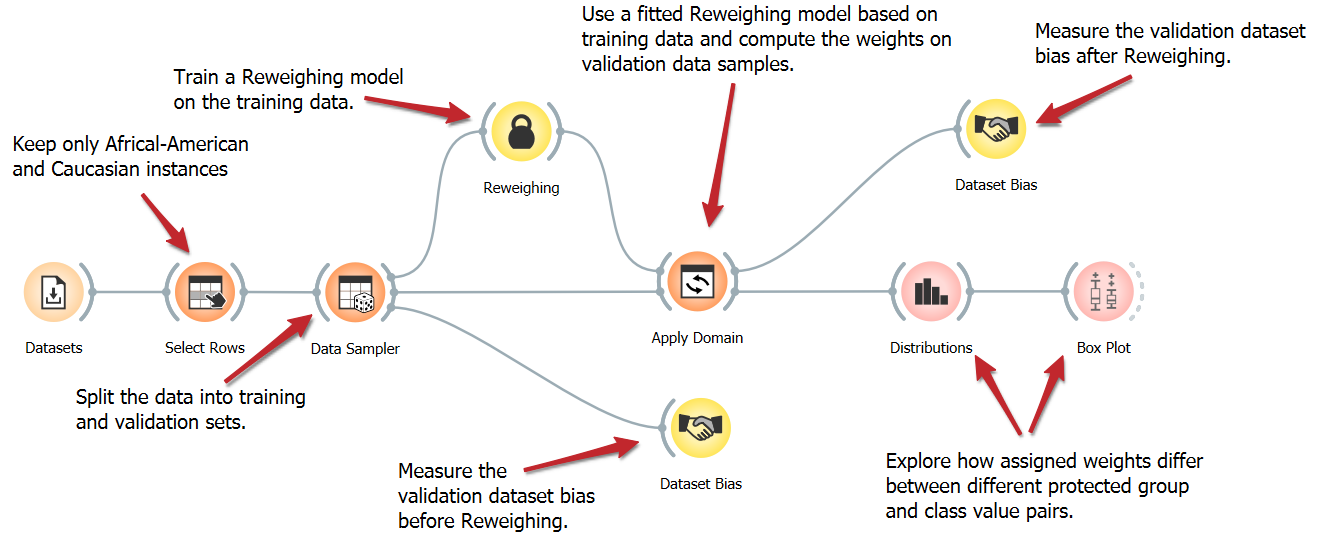 Use a fitted Reweighing model based on
training data and compute the weights on
validation data samples.
Measure the validation dataset
bias after Reweighing.
Train a Reweighing model
on the training data.
Keep only Africal-American
and Caucasian instances
Reweighing
Dataset Bias
Datasets
Select Rows
Data Sampler
Apply Domain
Distributions
Box Plot
Split the data into training
and validation sets.
Measure the
validation dataset bias
before Reweighing.
Dataset Bias
Explore how assigned weights differ
between different protected group
and class value pairs.